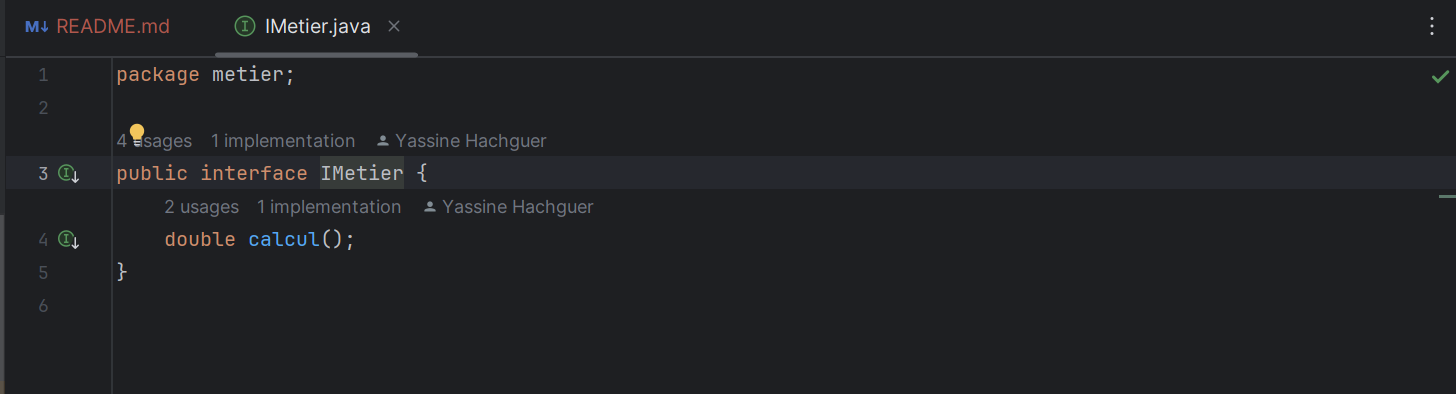 M↓ README.md IMetier.java
1 package metier;
2
4 usages 1 implementation Yassine Hachguer
3 public interface IMetier {
2 usages 1 implementation Yassine Hachguer
4 double calcul();
5 }
6